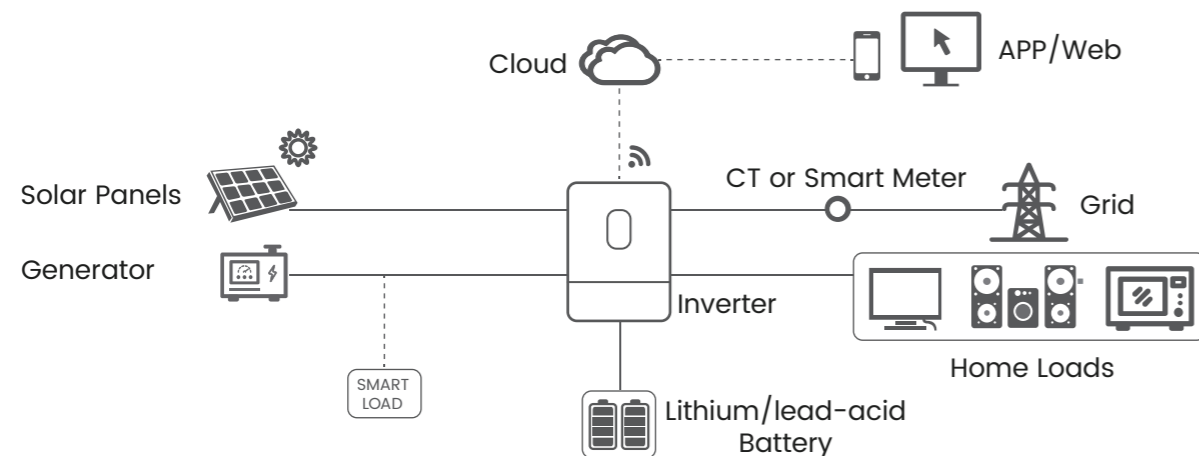 Cloud
APP/Web
Solar Panels
CT or Smart Meter
Grid
Generator
Inverter
Home Loads
SMART
LOAD
Lithium/lead-acid
Battery